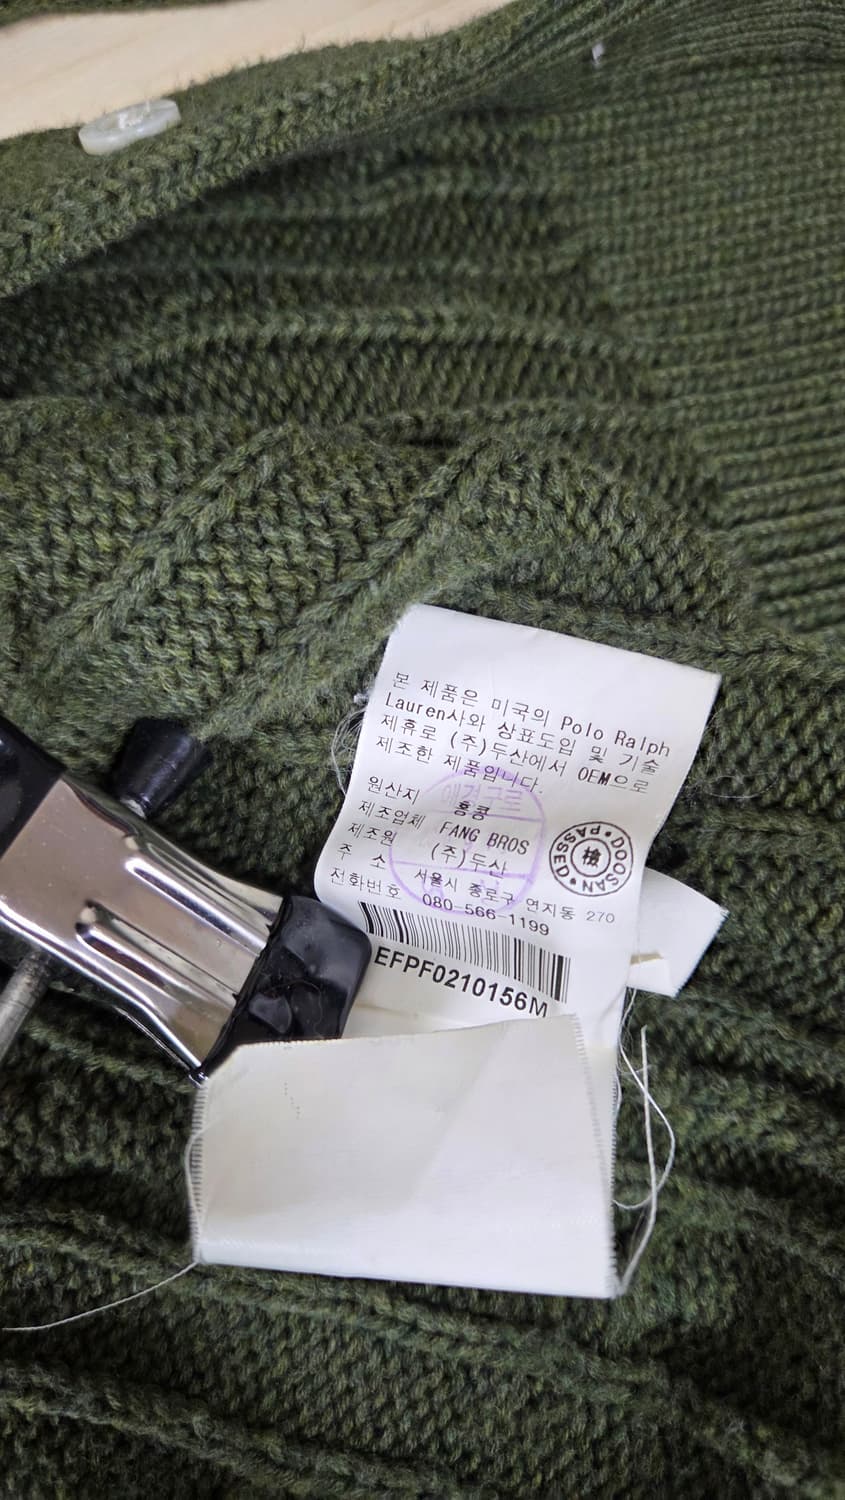 본 제품은 미국의 Polo Ralph
Lauren사와 상표도입 및 기술
제휴로 (주)두산에서 OEM으로
제조한 제품입니다.
원산지 홍콩
제조업체 FANG BROS
제조원 (주)두산
주 소 서울시 종로구 연지동 270
전화번호 080-566-1199
DOOSAN • PASSED •
檢
EFPF0210156M